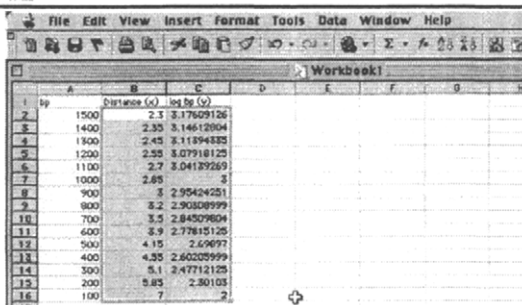 File Edit View Insert Format Tools Data Window Help
Workbook1
A B C D E F G
1 bp Distance (x) log bp (y)
2 1500 2.3 3.17609126
3 1400 2.35 3.14612804
4 1300 2.45 3.11394335
5 1200 2.55 3.07918125
6 1100 2.7 3.04139269
7 1000 2.85 3
8 900 3 2.95424251
9 800 3.2 2.90308999
10 700 3.5 2.84509804
11 600 3.9 2.77815125
12 500 4.15 2.69897
13 400 4.55 2.60205999
14 300 5.1 2.47712125
15 200 5.85 2.30103
16 100 7 2